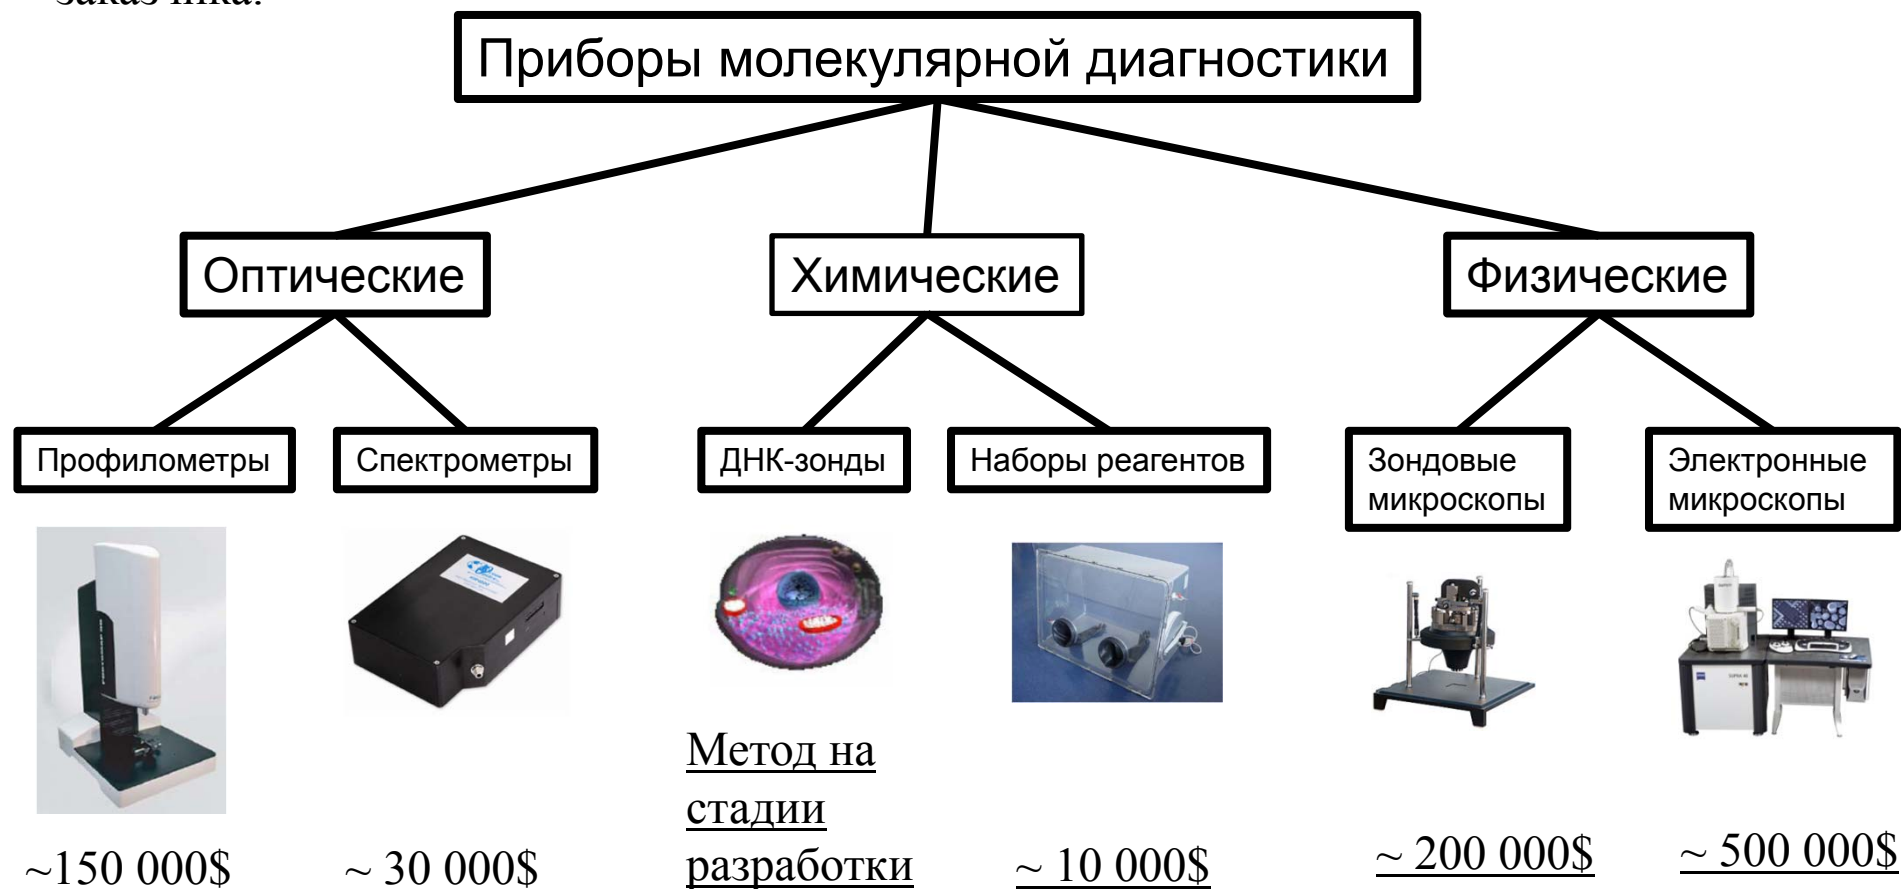 Приборы молекулярной диагностики
Оптические
Химические
Физические
Профилометры
Спектрометры
ДНК-зонды
Наборы реагентов
Зондовые
микроскопы
Электронные
микроскопы
Метод на
стадии
разработки
~150 000$
~ 30 000$
~ 10 000$
~ 200 000$
~ 500 000$